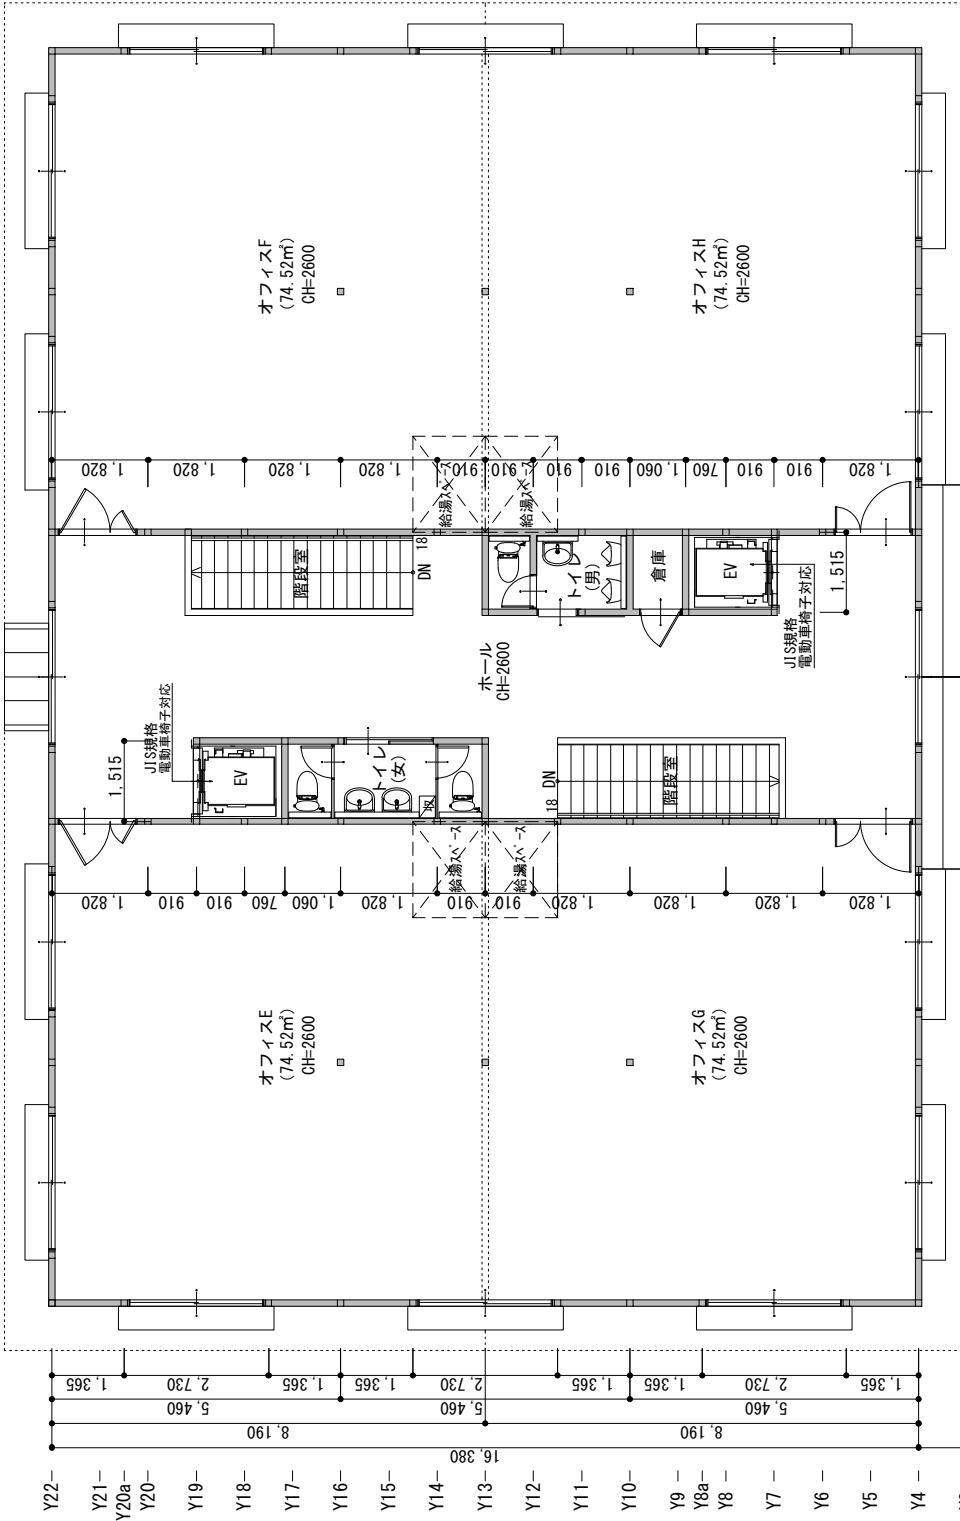 オフィスF
(74.52㎡)
CH=2600
オフィスH
(74.52㎡)
CH=2600
1,820
1,820
1,820
1,820
910
910
910
910
1,060
760
910
910
1,820
給湯スペース
給湯スペース
階段室
DN
18
トイレ
(男)
倉庫
EV
1,515
JIS規格
電動車椅子対応
ホール
CH=2600
JIS規格
電動車椅子対応
1,515
EV
トイレ
(女)
収
DN
18
階段室
給湯スペース
給湯スペース
1,820
910
910
760
1,060
1,820
910
910
1,820
1,820
1,820
1,820
オフィスE
(74.52㎡)
CH=2600
オフィスG
(74.52㎡)
CH=2600
1,365
2,730
1,365
1,365
2,730
1,365
1,365
2,730
1,365
5,460
5,460
5,460
8,190
8,190
16,380
Y22
Y21
Y20a
Y20
Y19
Y18
Y17
Y16
Y15
Y14
Y13
Y12
Y11
Y10
Y9
Y8a
Y8
Y7
Y6
Y5
Y4